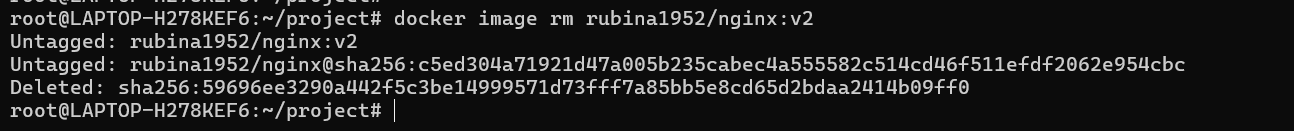 root@LAPTOP-H278KEF6:~/project# docker image rm rubina1952/nginx:v2
Untagged: rubina1952/nginx:v2
Untagged: rubina1952/nginx@sha256:c5ed304a71921d47a005b235cabec4a555582c514cd46f511efdf2062e954cbc
Deleted: sha256:59696ee3290a442f5c3be14999571d73fff7a85bb5e8cd65d2bdaa2414b09ff0
root@LAPTOP-H278KEF6:~/project#